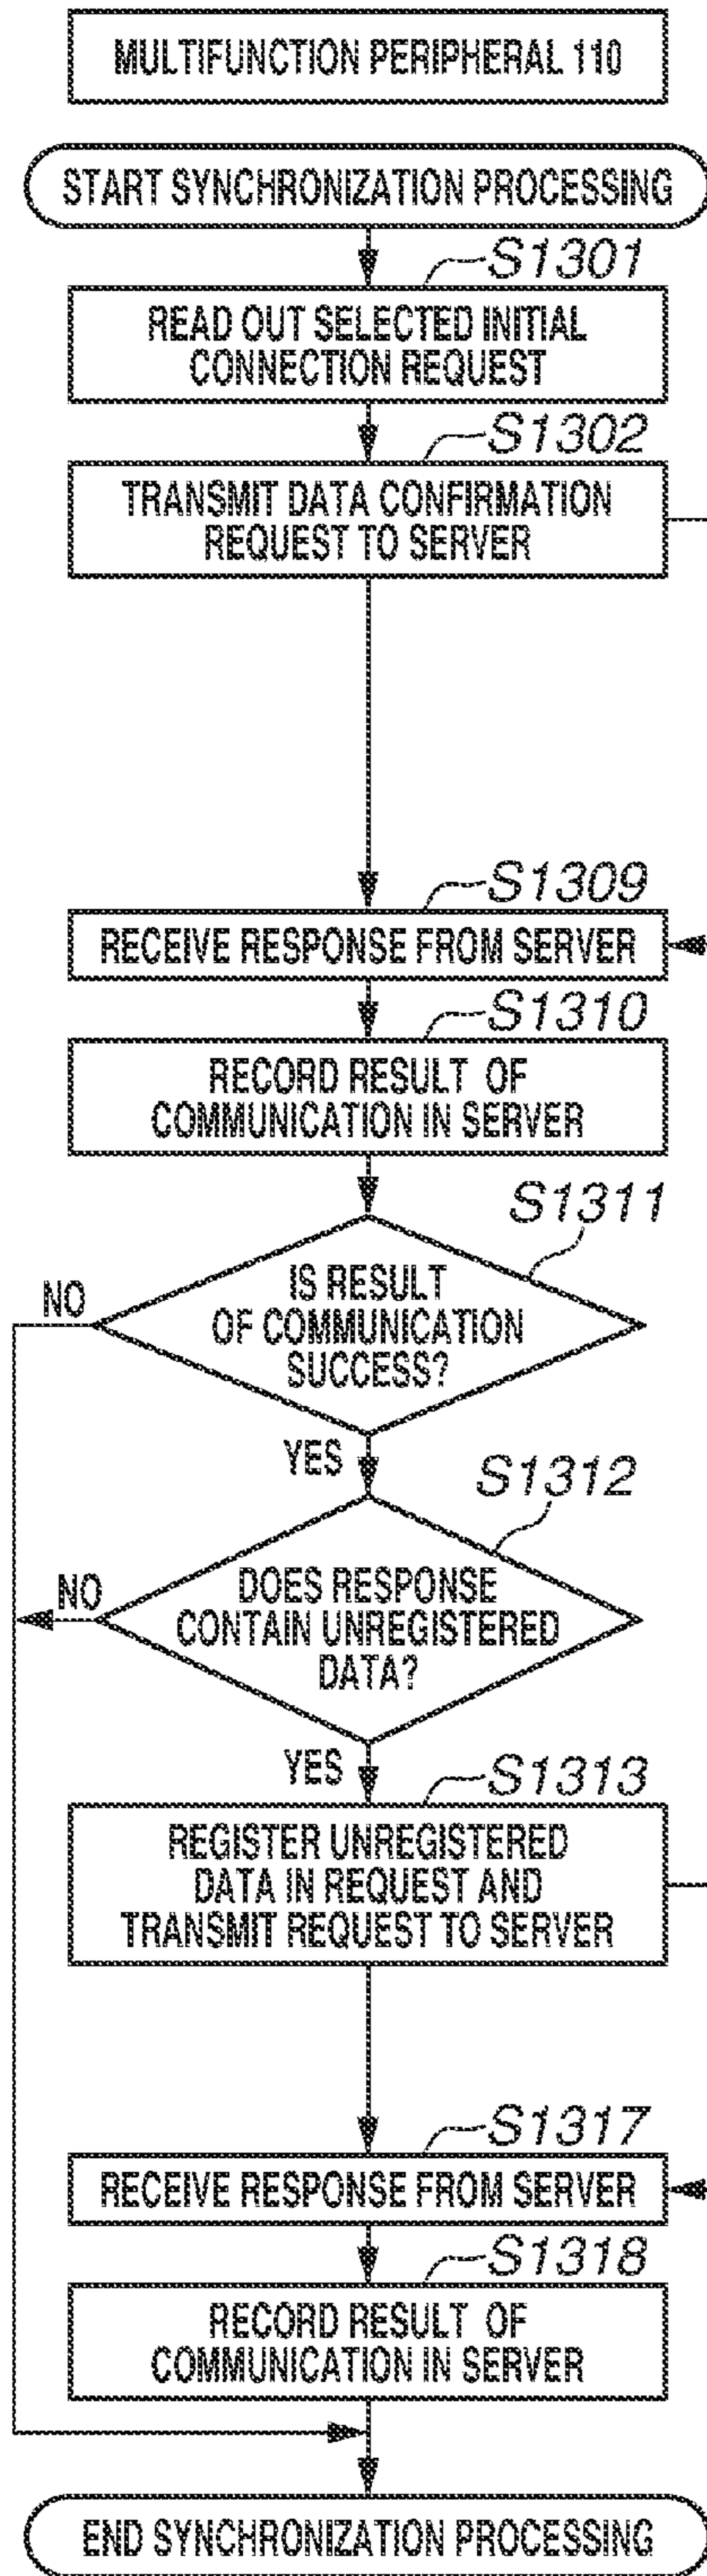 MULTIFUNCTION PERIPHERAL 110
START SYNCHRONIZATION PROCESSING
S1301
READ OUT SELECTED INITIAL
CONNECTION REQUEST
S1302
TRANSMIT DATA CONFIRMATION
REQUEST TO SERVER
S1309
RECEIVE RESPONSE FROM SERVER
S1310
RECORD RESULT OF
COMMUNICATION IN SERVER
S1311
NO
IS RESULT
OF COMMUNICATION
SUCCESS?
YES
S1312
NO
DOES RESPONSE
CONTAIN UNREGISTERED
DATA?
YES
S1313
REGISTER UNREGISTERED
DATA IN REQUEST AND
TRANSMIT REQUEST TO SERVER
S1317
RECEIVE RESPONSE FROM SERVER
S1318
RECORD RESULT OF
COMMUNICATION IN SERVER
END SYNCHRONIZATION PROCESSING